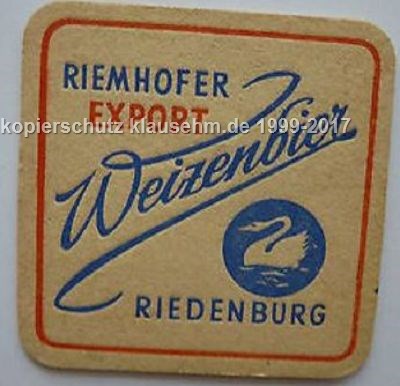 RIEMHOFER
EXPORT
kopierschutz klausehm.de 1999-2017
Weizenbier
RIEDENBURG